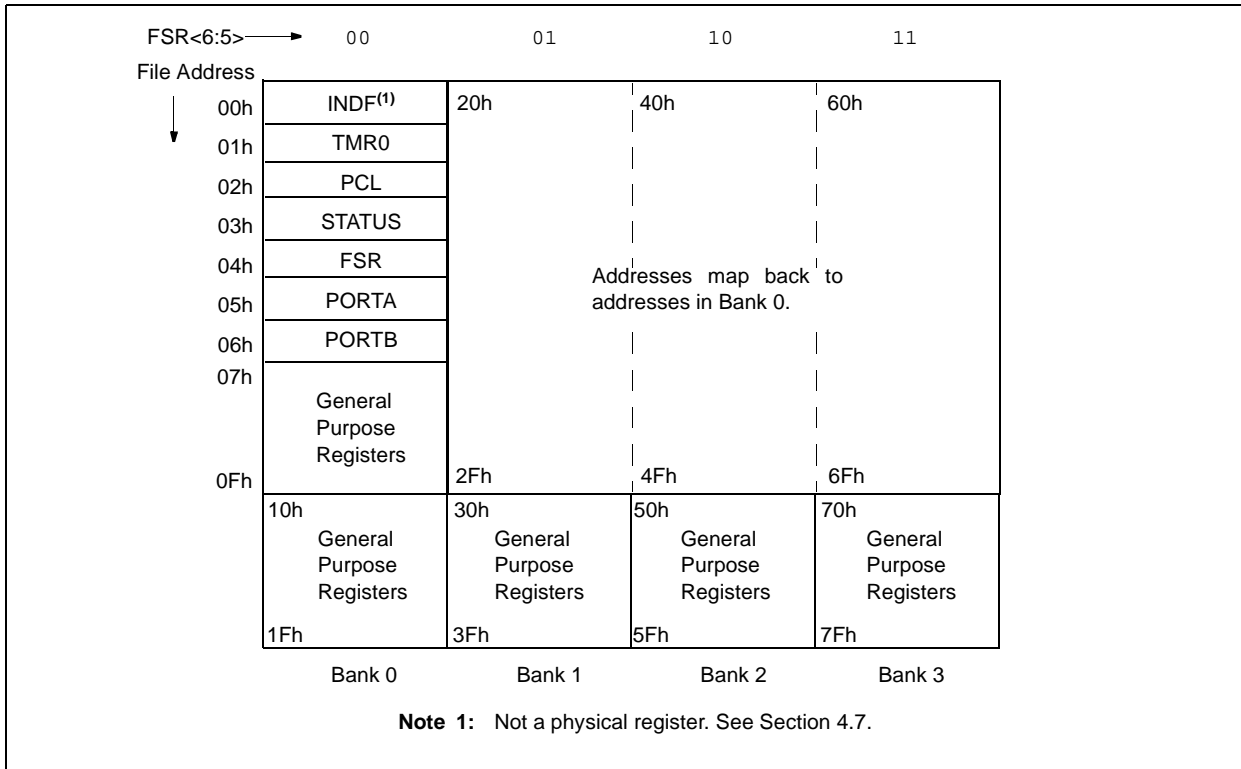 FSR<6:5> 00 01 10 11
File Address
00h INDF(1) 20h 40h 60h
01h TMR0
02h PCL
03h STATUS
04h FSR
05h PORTA
06h PORTB
07h
General
Purpose
Registers
0Fh
Addresses map back to
addresses in Bank 0.
2Fh 4Fh 6Fh
10h 30h 50h 70h
General General General General
Purpose Purpose Purpose Purpose
Registers Registers Registers Registers
1Fh 3Fh 5Fh 7Fh
Bank 0 Bank 1 Bank 2 Bank 3
Note 1: Not a physical register. See Section 4.7.